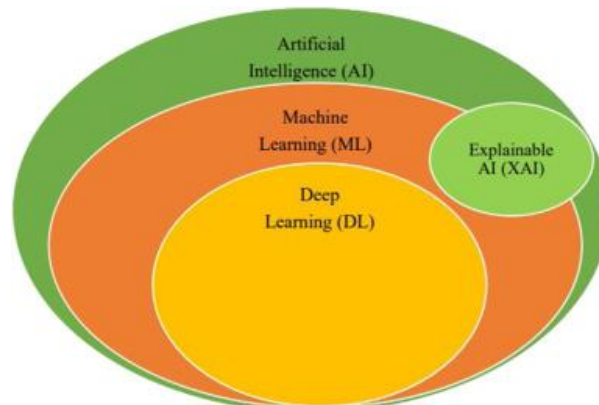 Artificial
Intelligence (AI)
Machine
Learning (ML)
Explainable
AI (XAI)
Deep
Learning (DL)